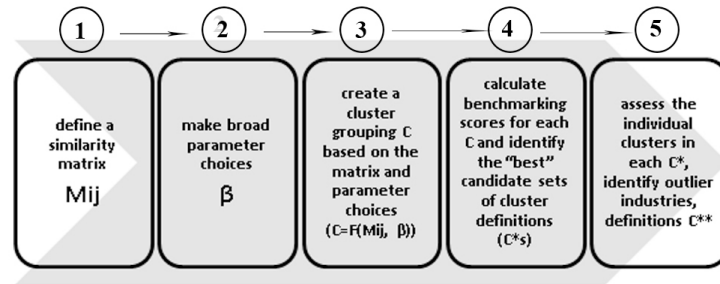 1
2
3
4
5
define a
similarity
matrix
Mij
make broad
parameter
choices
β
create a
cluster
grouping C
based on the
matrix and
parameter
choices
(C=F(Mij, β))
calculate
benchmarking
scores for each
C and identify
the “best”
candidate sets
of cluster
definitions
(C*s)
assess the
individual
clusters in
each C*,
identify outlier
industries,
definitions C**